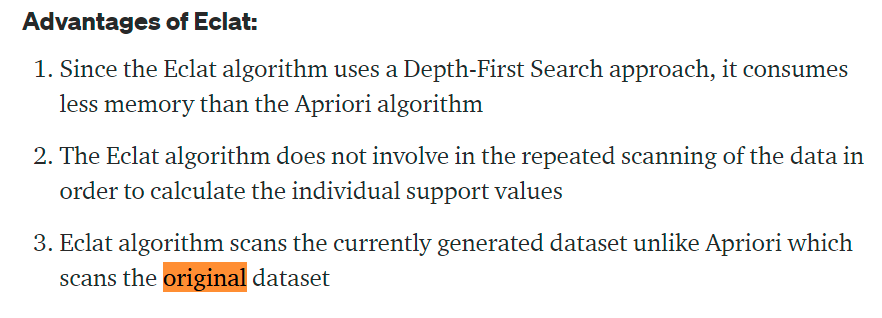 Advantages of Eclat:
1. Since the Eclat algorithm uses a Depth-First Search approach, it consumes
less memory than the Apriori algorithm
2. The Eclat algorithm does not involve in the repeated scanning of the data in
order to calculate the individual support values
3. Eclat algorithm scans the currently generated dataset unlike Apriori which
scans the original dataset